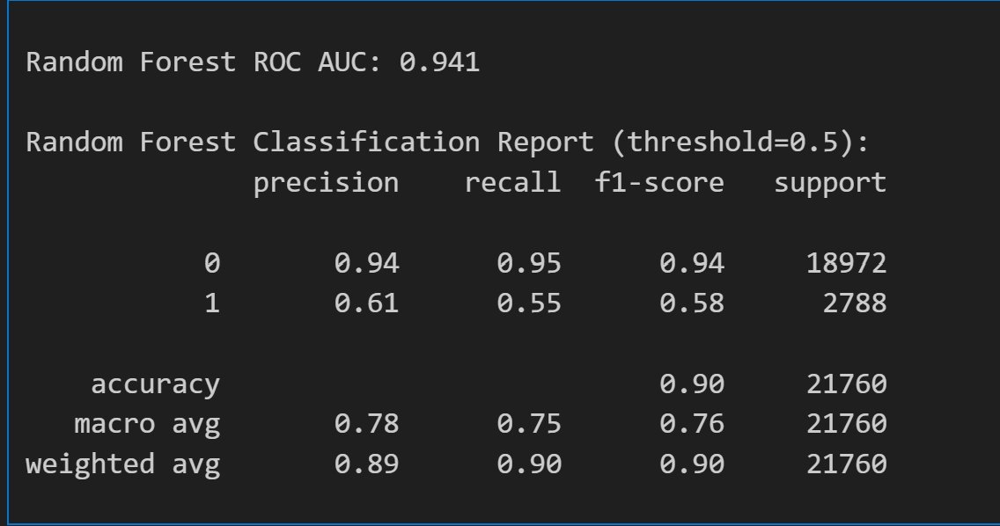 Random Forest ROC AUC: 0.941
Random Forest Classification Report (threshold=0.5):
              precision    recall  f1-score   support
           0       0.94      0.95      0.94     18972
           1       0.61      0.55      0.58      2788
    accuracy                           0.90     21760
   macro avg       0.78      0.75      0.76     21760
weighted avg       0.89      0.90      0.90     21760